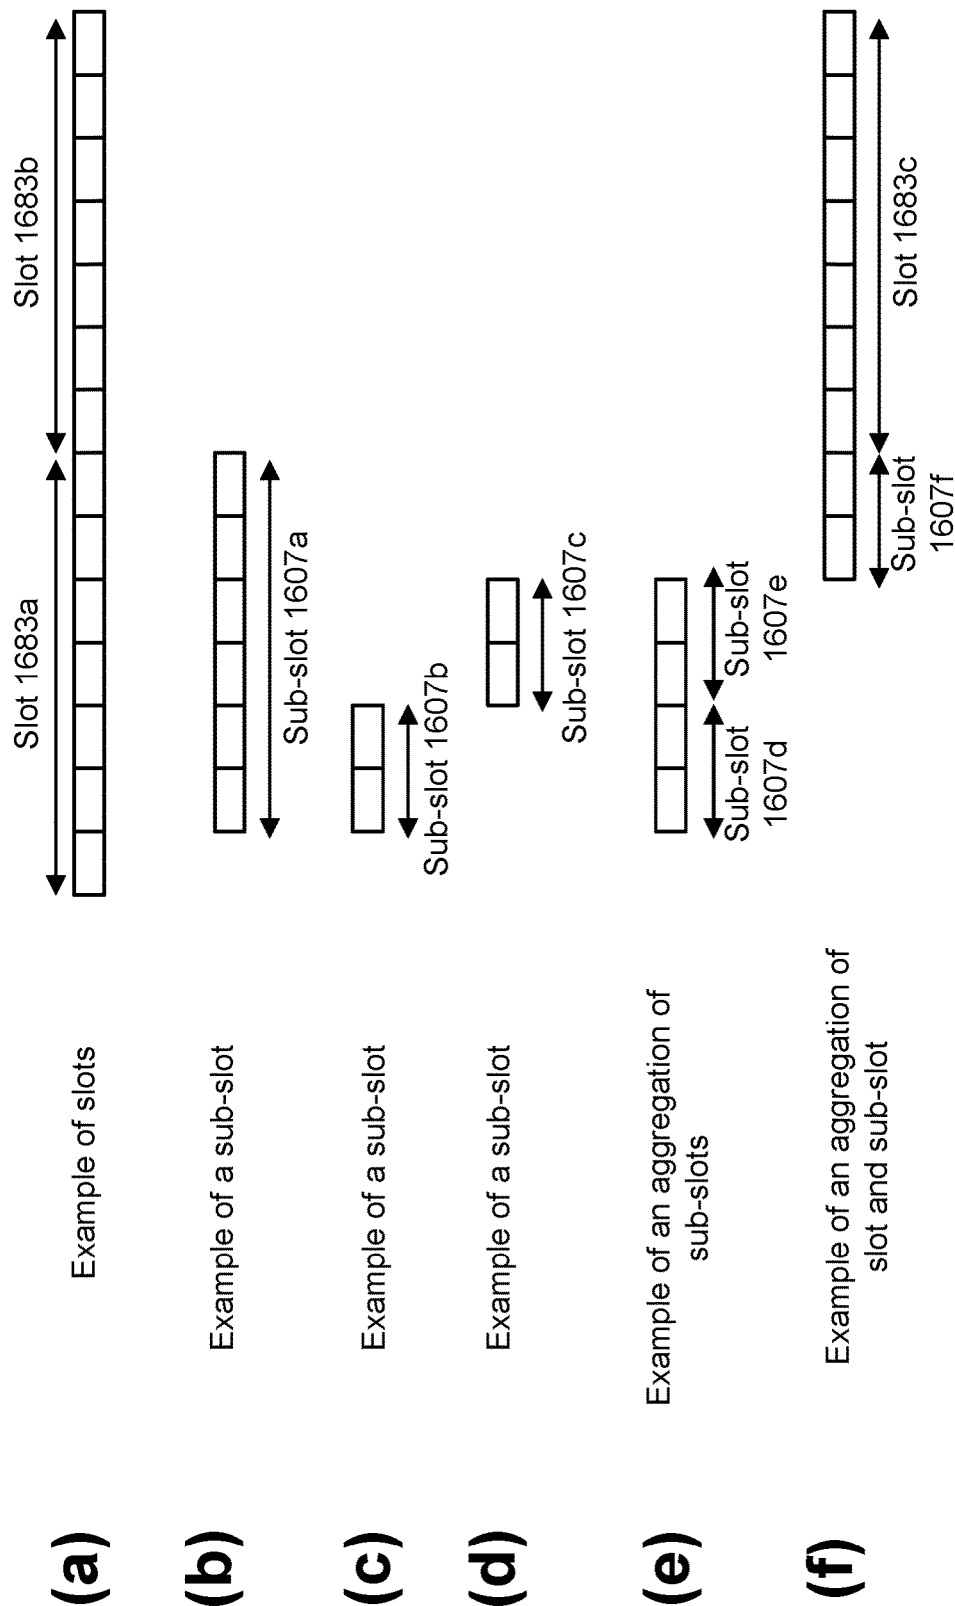 (a)
Example of slots
Slot 1683a
Slot 1683b
(b)
Example of a sub-slot
Sub-slot 1607a
(c)
Example of a sub-slot
Sub-slot 1607b
(d)
Example of a sub-slot
Sub-slot 1607c
(e)
Example of an aggregation of
sub-slots
Sub-slot
1607d
Sub-slot
1607e
(f)
Example of an aggregation of
slot and sub-slot
Sub-slot
1607f
Slot 1683c